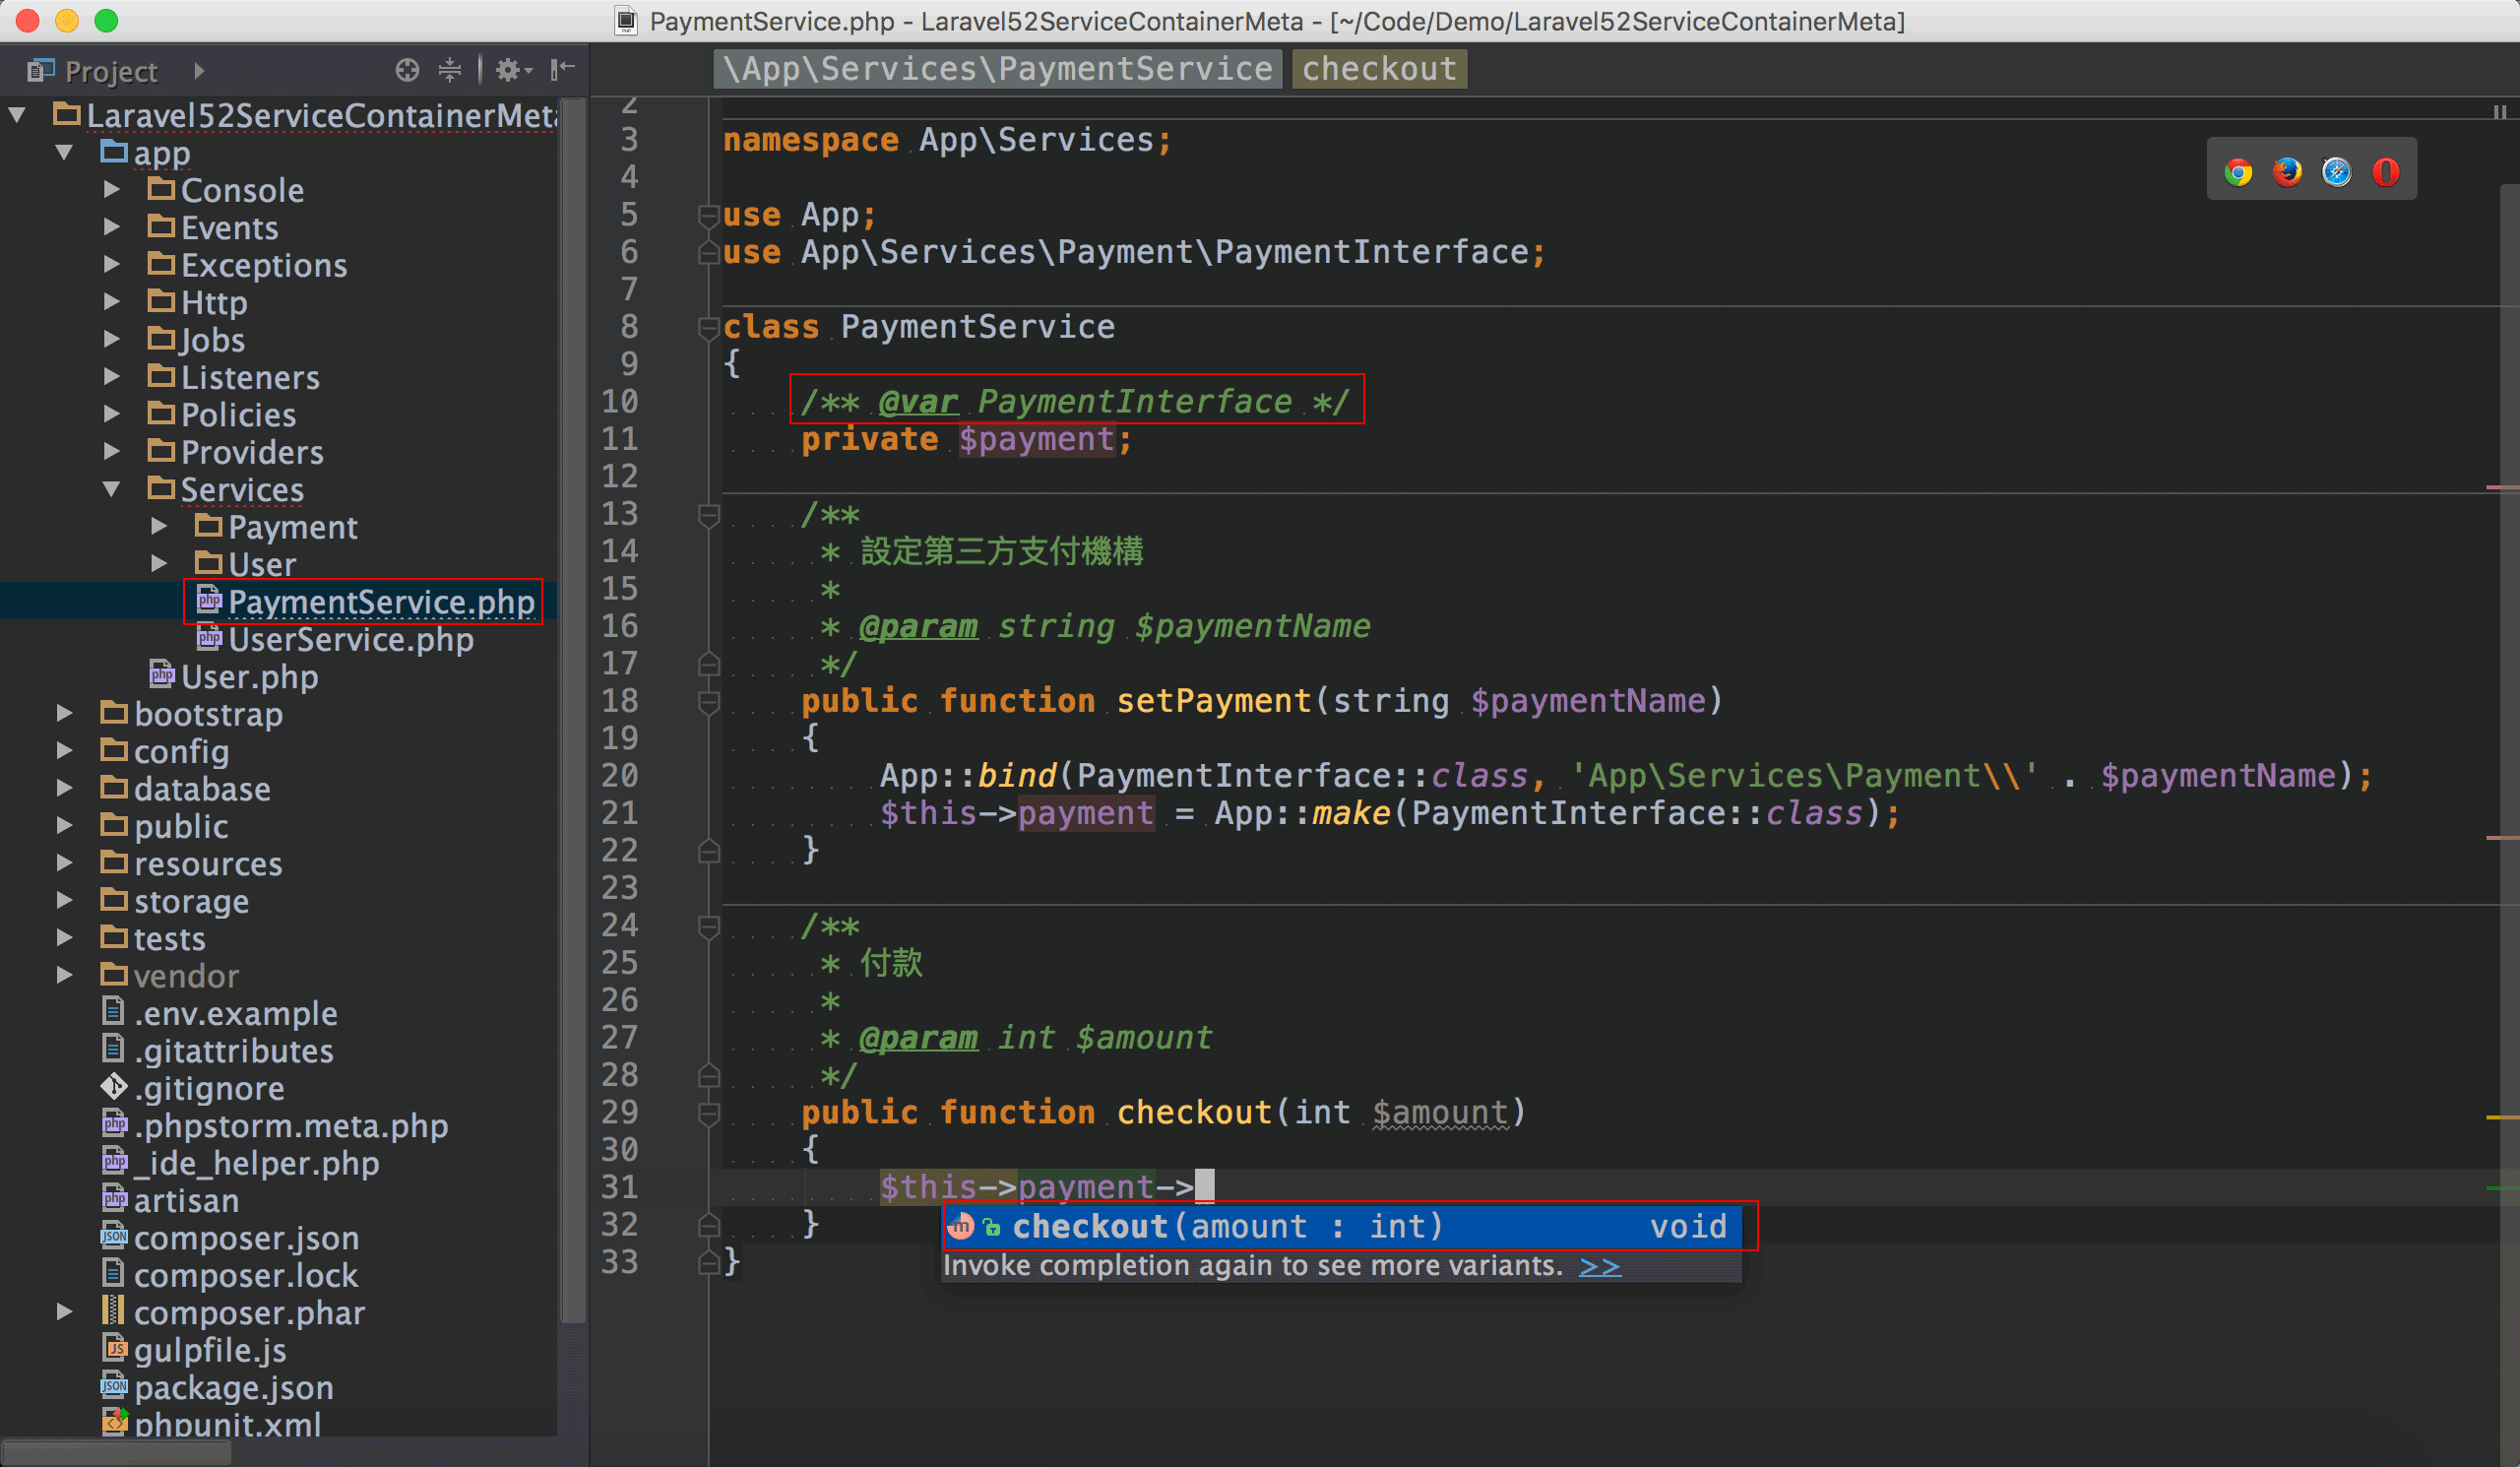 PaymentService.php - Laravel52ServiceContainerMeta - [~/Code/Demo/Laravel52ServiceContainerMeta]
Project
\App\Services\PaymentService checkout
Laravel52ServiceContainerMeta
app
Console
Events
Exceptions
Http
Jobs
Listeners
Policies
Providers
Services
Payment
User
PaymentService.php
UserService.php
User.php
bootstrap
config
database
public
resources
storage
tests
vendor
.env.example
.gitattributes
.gitignore
.phpstorm.meta.php
_ide_helper.php
artisan
composer.json
composer.lock
composer.phar
gulpfile.js
package.json
phpunit.xml
2
3 namespace App\Services;
4
5 use App;
6 use App\Services\Payment\PaymentInterface;
7
8 class PaymentService
9 {
10 /** @var PaymentInterface */
11 private $payment;
12
13 /**
14 * 設定第三方支付機構
15 *
16 * @param string $paymentName
17 */
18 public function setPayment(string $paymentName)
19 {
20 App::bind(PaymentInterface::class, 'App\Services\Payment\\' . $paymentName);
21 $this->payment = App::make(PaymentInterface::class);
22 }
23
24 /**
25 * 付款
26 *
27 * @param int $amount
28 */
29 public function checkout(int $amount)
30 {
31 $this->payment->
32 }
33 }
checkout(amount : int) void
Invoke completion again to see more variants. >>